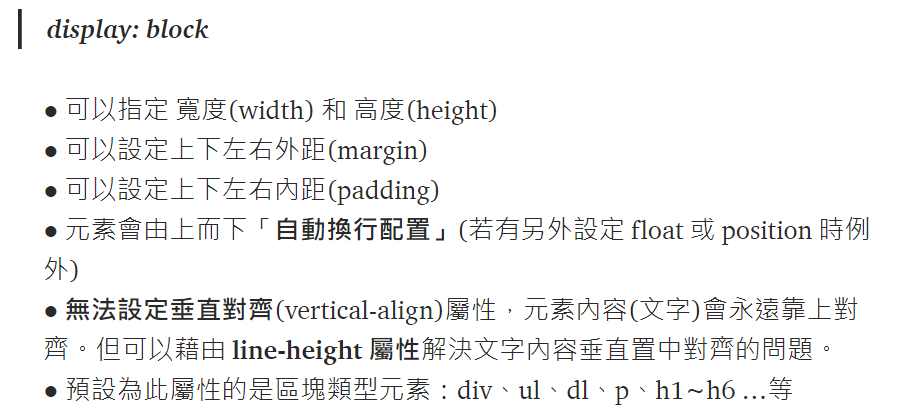 display: block
● 可以指定 寬度(width) 和 高度(height)
● 可以設定上下左右外距(margin)
● 可以設定上下左右內距(padding)
● 元素會由上而下「自動換行配置」(若有另外設定 float 或 position 時例
外)
● 無法設定垂直對齊(vertical-align)屬性，元素內容(文字)會永遠靠上對
齊。但可以藉由 line-height 屬性解決文字內容垂直置中對齊的問題。
● 預設為此屬性的是區塊類型元素：div、ul、dl、p、h1~h6 …等